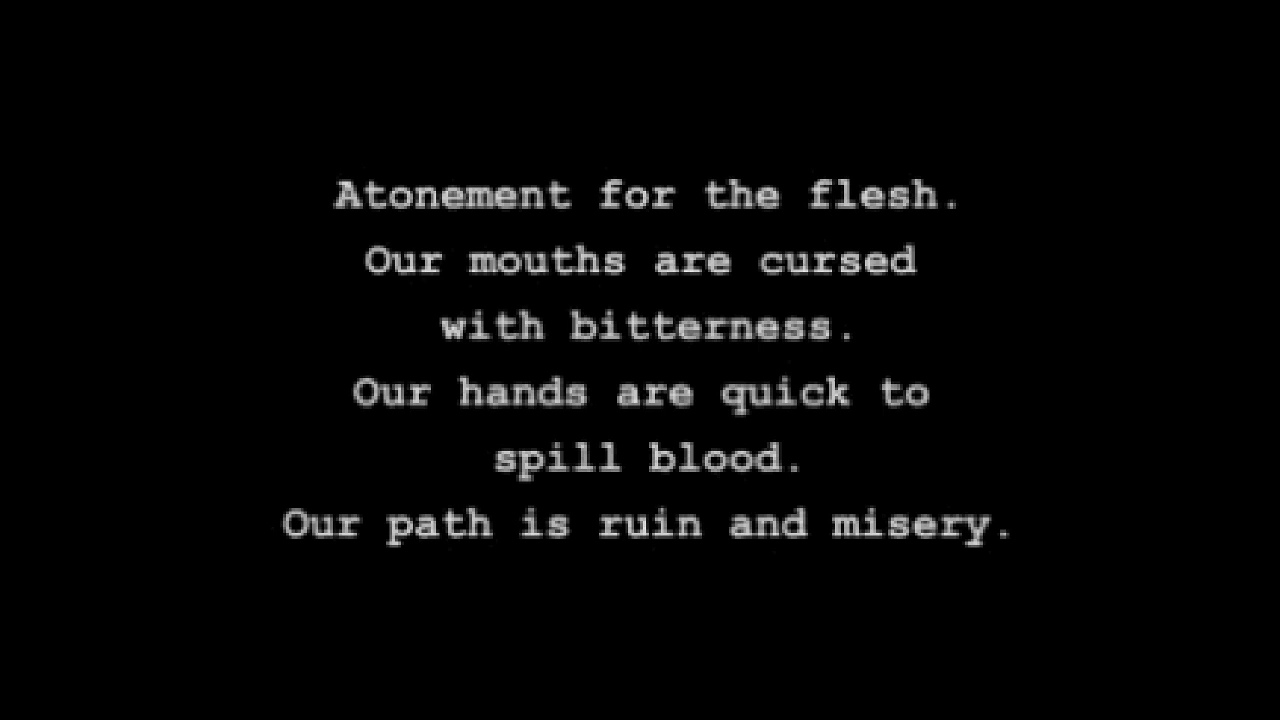 Atonement for the flesh.
Our mouths are cursed
with bitterness.
Our hands are quick to
spill blood.
Our path is ruin and misery.